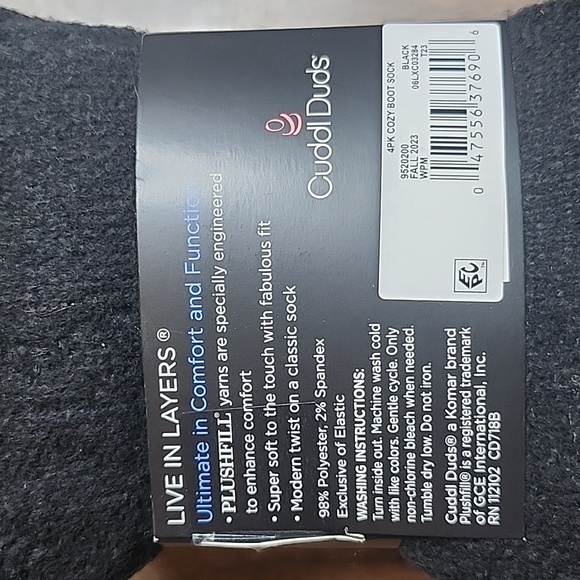 LIVE IN LAYERS ®
Ultimate in Comfort and Function
• PLUSHFILL® yarns are specially engineered
to enhance comfort
• Super soft to the touch with fabulous fit
• Modern twist on a classic sock
98% Polyester, 2% Spandex
Exclusive of Elastic
WASHING INSTRUCTIONS:
Turn inside out. Machine wash cold
with like colors. Gentle cycle. Only
non-chlorine bleach when needed.
Tumble dry low. Do not iron.
Cuddl Duds® a Komar brand
Plushfill® is a registered trademark
of GCE International, Inc.
RN 112102 CD718B
Cuddl Duds®
4PK COZY BOOT SOCK
9520200 BLACK
FALL 2023 06LXC03284
WPM T23
0 47556 37690 6